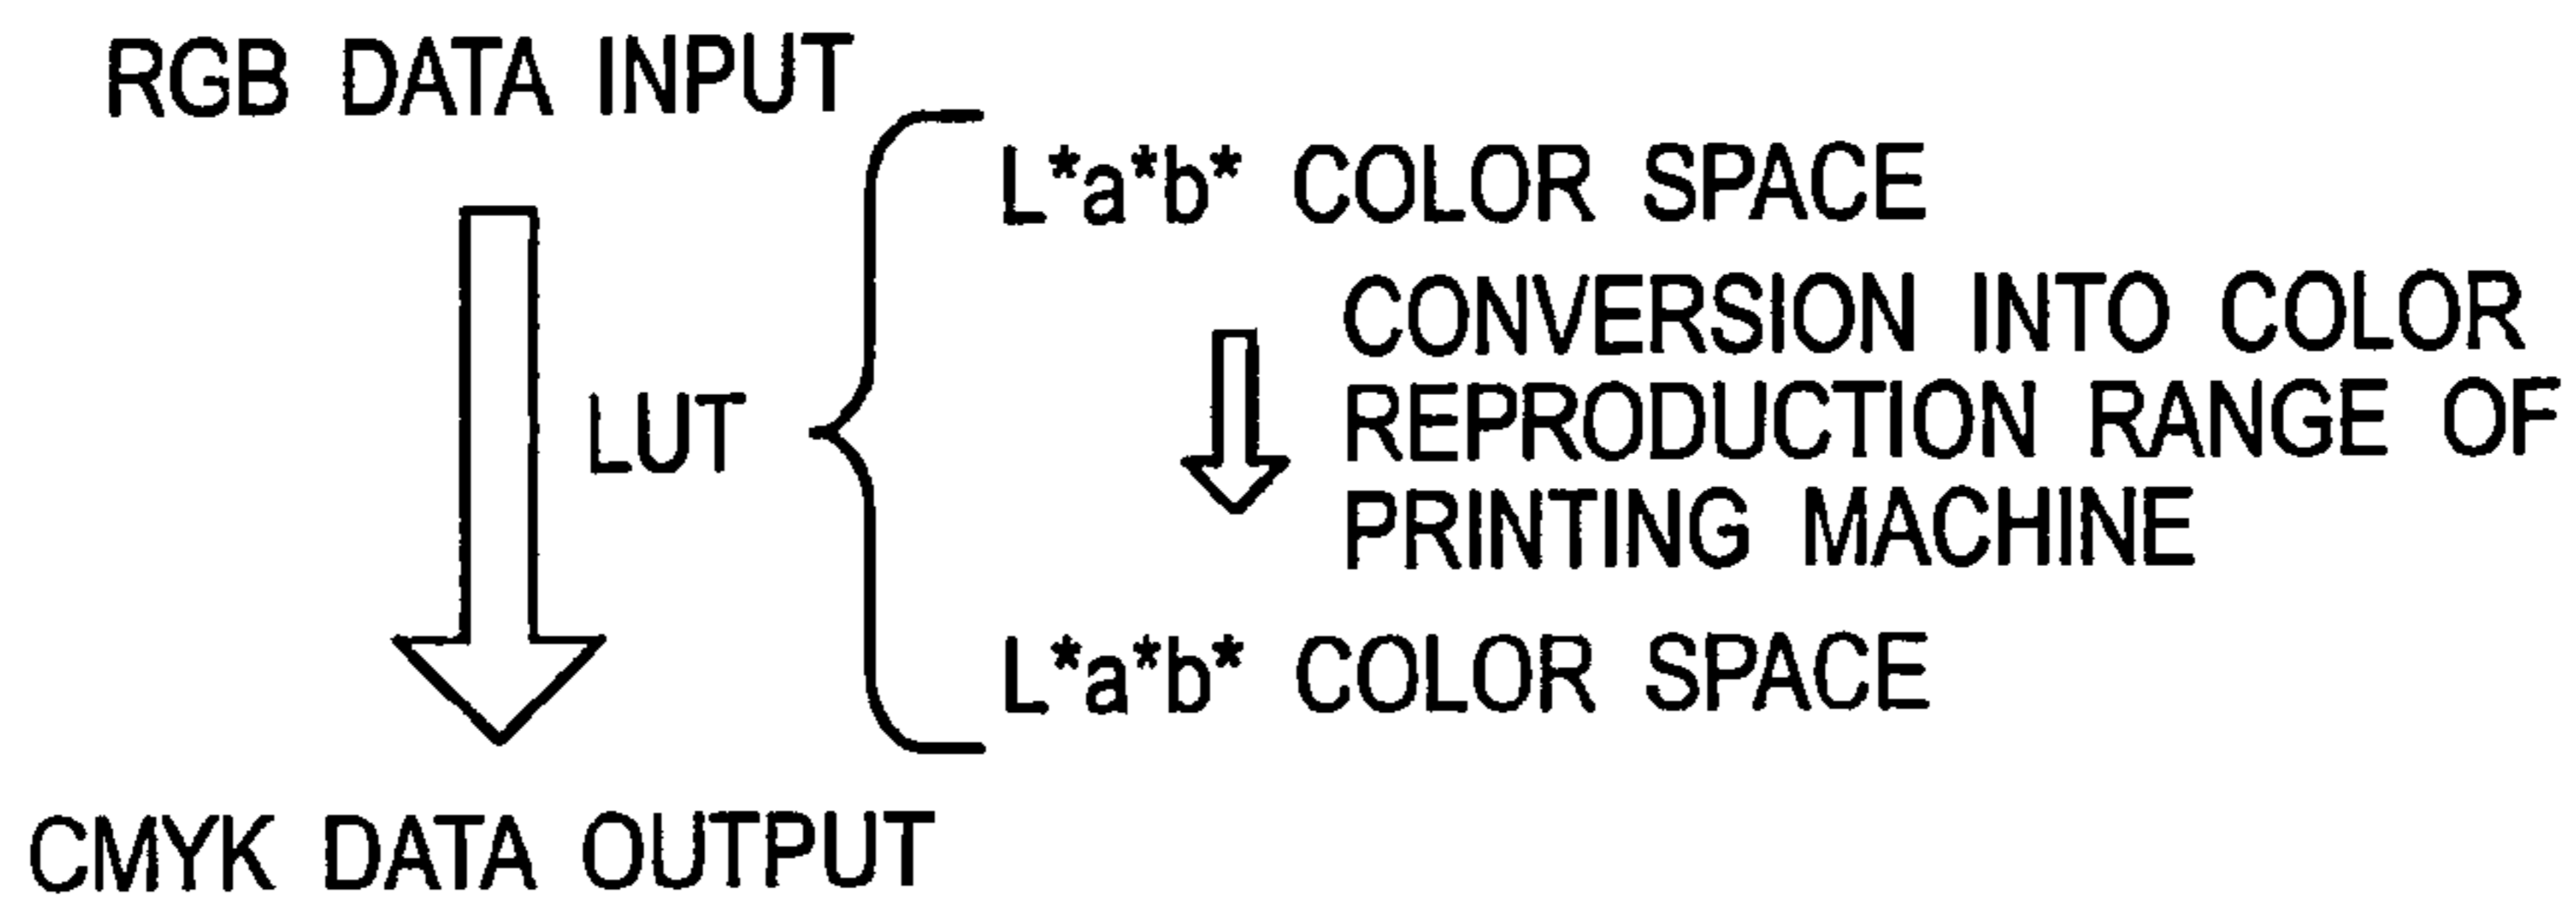 RGB DATA INPUT
L*a*b* COLOR SPACE
CONVERSION INTO COLOR
LUT
REPRODUCTION RANGE OF
PRINTING MACHINE
L*a*b* COLOR SPACE
CMYK DATA OUTPUT